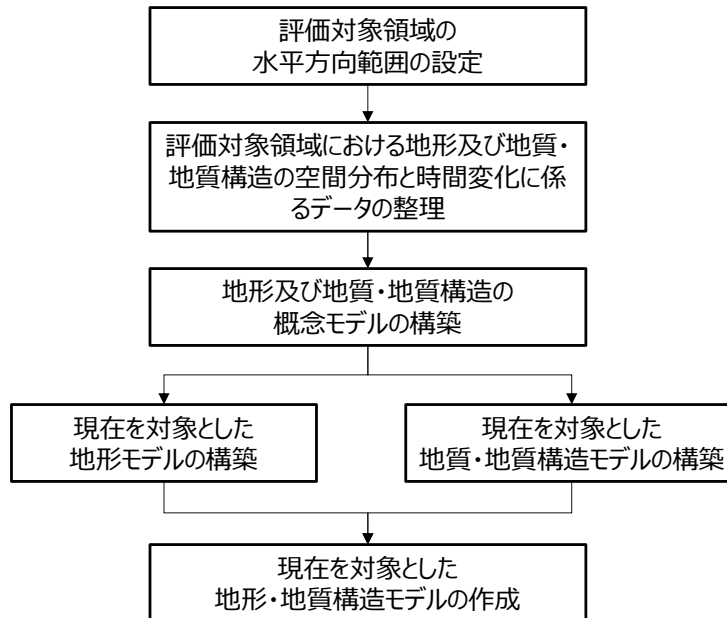 評価対象領域の
水平方向範囲の設定
評価対象領域における地形及び地質・
地質構造の空間分布と時間変化に係
るデータの整理
地形及び地質・地質構造の
概念モデルの構築
現在を対象とした
地形モデルの構築
現在を対象とした
地質・地質構造モデルの構築
現在を対象とした
地形・地質構造モデルの作成